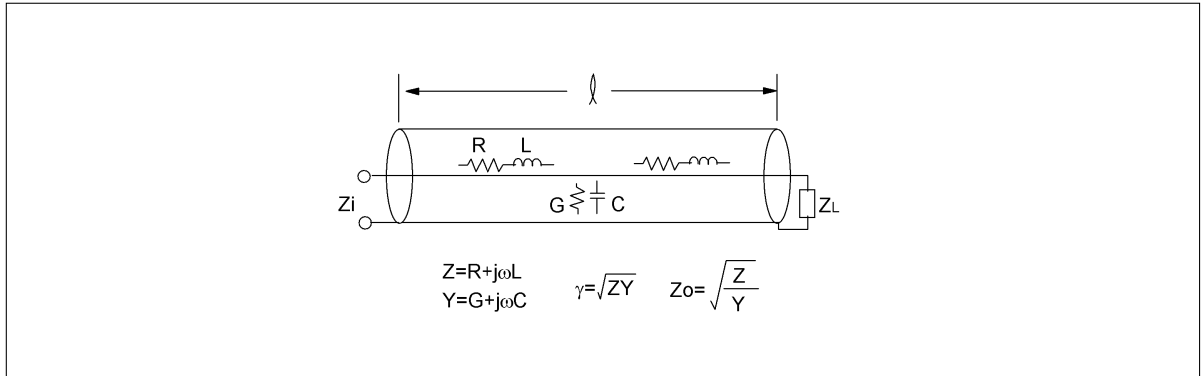 ℓ
R L
Zi
G C
ZL
Z=R+jωL
Y=G+jωC
γ=√ZY
Zo=√Z/Y